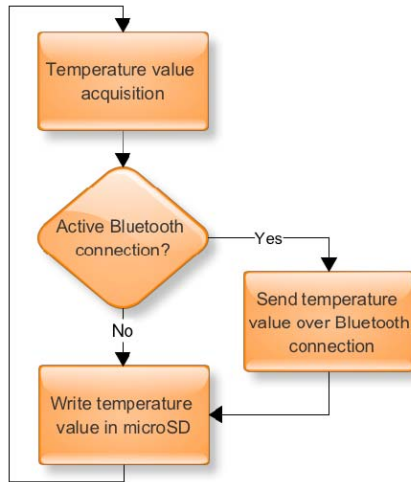 Temperature value
acquisition
Active Bluetooth
connection?
Yes
Send temperature
value over Bluetooth
connection
No
Write temperature
value in microSD